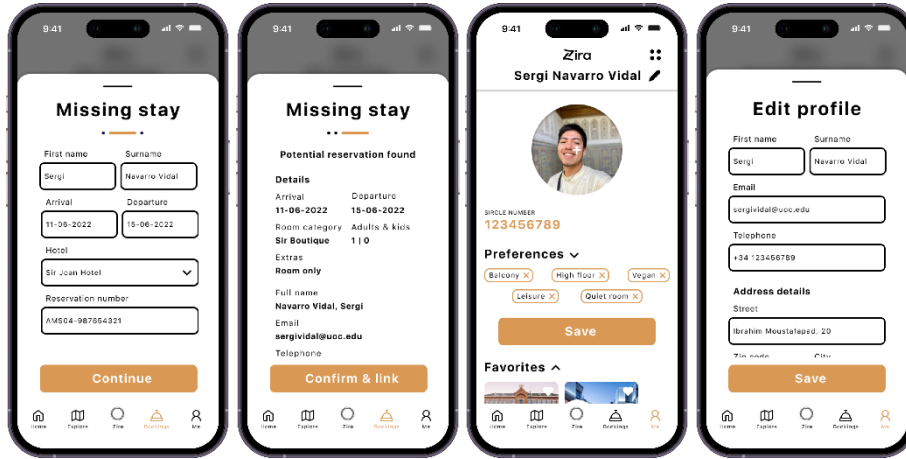 9:41
Missing stay
First name Surname
Sergi Navarro Vidal
Arrival Departure
11-06-2022 15-06-2022
Hotel
Sir Joan Hotel
Reservation number
AMS04-987654321
Continue
Home Explore Zira Bookings Me
9:41
Missing stay
Potential reservation found
Details
Arrival Departure
11-06-2022 15-06-2022
Room category Adults & kids
Sir Boutique 1 | 0
Extras
Room only
Full name
Navarro Vidal, Sergi
Email
sergividal@uoc.edu
Telephone
Confirm & link
Home Explore Zira Bookings Me
9:41
Zira
Sergi Navarro Vidal
SIRCLE NUMBER
123456789
Preferences
Balcony X High floor X Vegan X
Leisure X Quiet room X
Save
Favorites
Home Explore Zira Bookings Me
9:41
Edit profile
First name Surname
Sergi Navarro Vidal
Email
sergividal@uoc.edu
Telephone
+34 123456789
Address details
Street
Ibrahim Moustafaped, 20
Zip code City
Save
Home Explore Zira Bookings Me